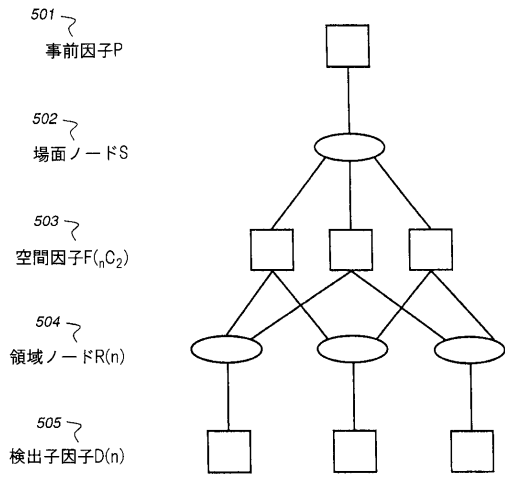 501
事前因子P
502
場面ノードS
503
空間因子F(nC2)
504
領域ノードR(n)
505
検出子因子D(n)